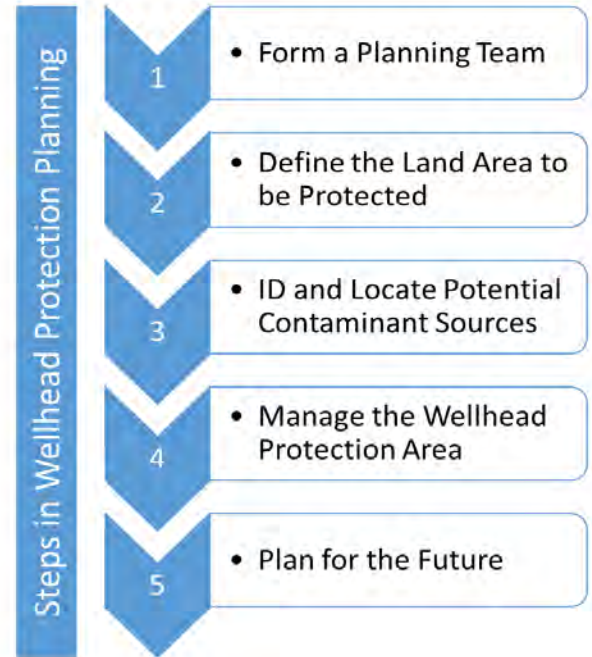 Steps in Wellhead Protection Planning
1
• Form a Planning Team
2
• Define the Land Area to
be Protected
3
• ID and Locate Potential
Contaminant Sources
4
• Manage the Wellhead
Protection Area
5
• Plan for the Future